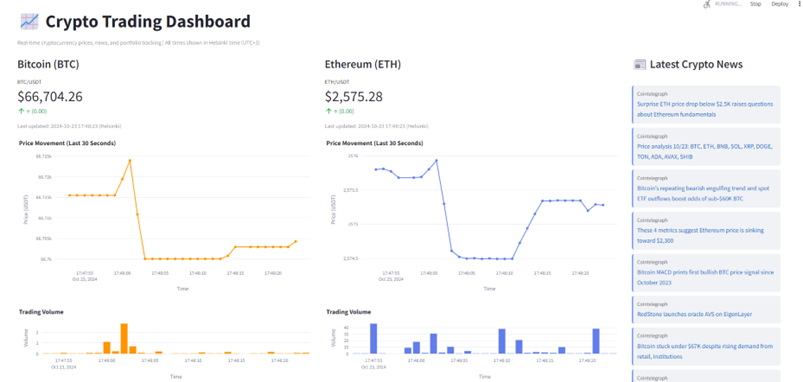 RUNNING...
Stop
Deploy
Crypto Trading Dashboard
Real-time cryptocurrency prices, news, and portfolio tracking | All times shown in Helsinki time (UTC+3)
Bitcoin (BTC)
BTC/USDT
$66,704.26
↑ + (0.00)
Last updated: 2024-10-23 17:48:23 (Helsinki)
Price Movement (Last 30 Seconds)
Price (USDT)
66.7k
17:47:55
17:48:00
17:48:05
17:48:10
17:48:15
17:48:20
Oct 23, 2024
Time
Trading Volume
Volume
2
1
0
17:47:55
17:48:00
17:48:05
17:48:10
17:48:15
17:48:20
Oct 23, 2024
Time
Ethereum (ETH)
ETH/USDT
$2,575.28
↑ + (0.00)
Last updated: 2024-10-23 17:48:23 (Helsinki)
Price Movement (Last 30 Seconds)
Price (USDT)
2575.5
2575
2574.5
17:47:55
17:48:00
17:48:05
17:48:10
17:48:15
17:48:20
Oct 23, 2024
Time
Trading Volume
Volume
40
30
20
10
0
17:47:55
17:48:00
17:48:05
17:48:10
17:48:15
17:48:20
Oct 23, 2024
Time
Latest Crypto News
Cointelegraph
Surprise ETH price drop below $2.5K raises questions
about Ethereum fundamentals
Cointelegraph
Price analysis 10/23: BTC, ETH, BNB, SOL, XRP, DOGE,
TON, ADA, AVAX, SHIB
Cointelegraph
Bitcoin's repeating bearish engulfing trend and spot
ETF outflows boost odds of sub-$60K BTC
Cointelegraph
These 4 metrics suggest Ethereum price is sinking
toward $2,300
Cointelegraph
Bitcoin MACD prints first bullish BTC price signal since
October 2023
Cointelegraph
RedStone launches oracle AVS on EigenLayer
Cointelegraph
Bitcoin stuck under $67K despite rising demand from
retail, institutions
Cointelegraph